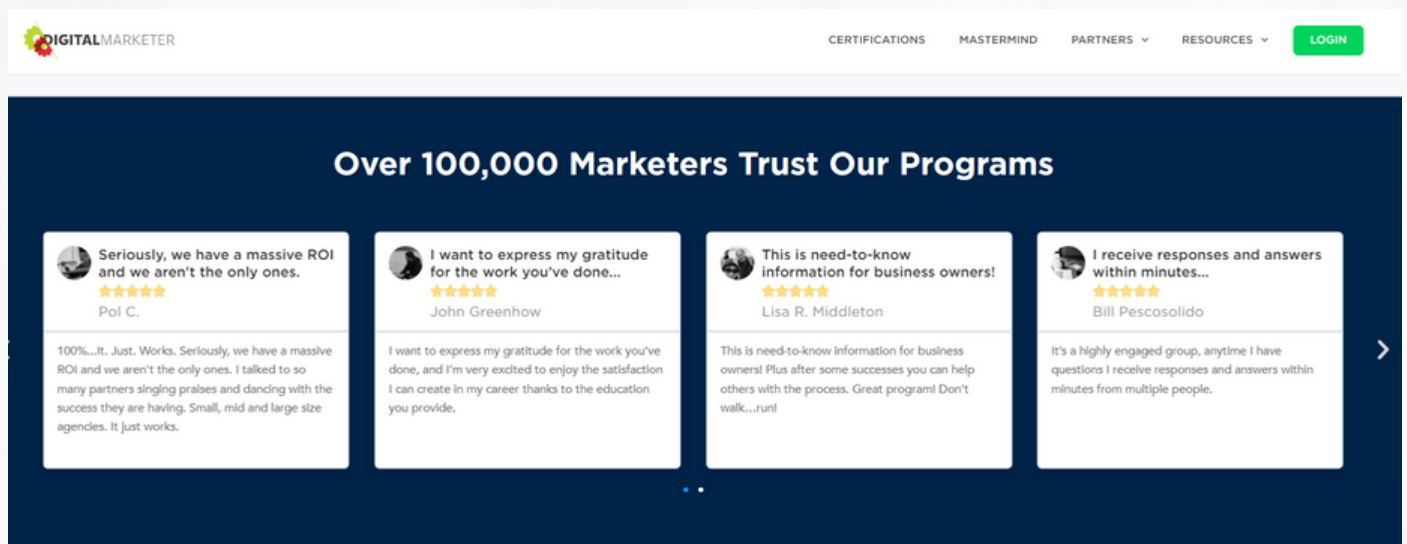 DIGITALMARKETER
CERTIFICATIONS
MASTERMIND
PARTNERS
RESOURCES
LOGIN
Over 100,000 Marketers Trust Our Programs
Seriously, we have a massive ROI
and we aren't the only ones.
Pol C.
100%...It. Just. Works. Seriously, we have a massive
ROI and we aren't the only ones. I talked to so
many partners singing praises and dancing with the
success they are having. Small, mid and large size
agencies. It just works.
I want to express my gratitude
for the work you've done...
John Greenhow
I want to express my gratitude for the work you've
done, and I'm very excited to enjoy the satisfaction
I can create in my career thanks to the education
you provide.
This is need-to-know
information for business owners!
Lisa R. Middleton
This is need-to-know information for business
owners! Plus after some successes you can help
others with the process. Great program! Don't
walk...run!
I receive responses and answers
within minutes...
Bill Pescosolido
It's a highly engaged group, anytime I have
questions I receive responses and answers within
minutes from multiple people.